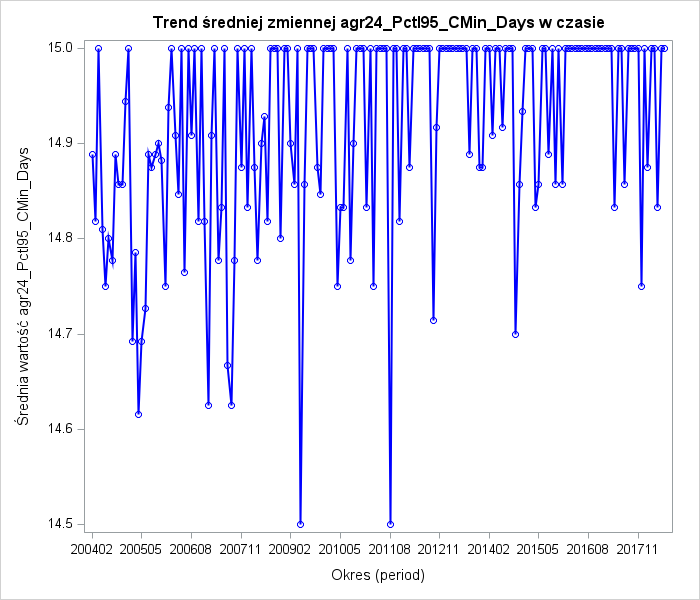 Trend średniej zmiennej agr24_Pctl95_CMin_Days w czasie
15.0
14.9
14.8
14.7
14.6
14.5
Średnia wartość agr24_Pctl95_CMin_Days
200402 200505 200608 200711 200902 201005 201108 201211 201402 201505 201608 201711
Okres (period)